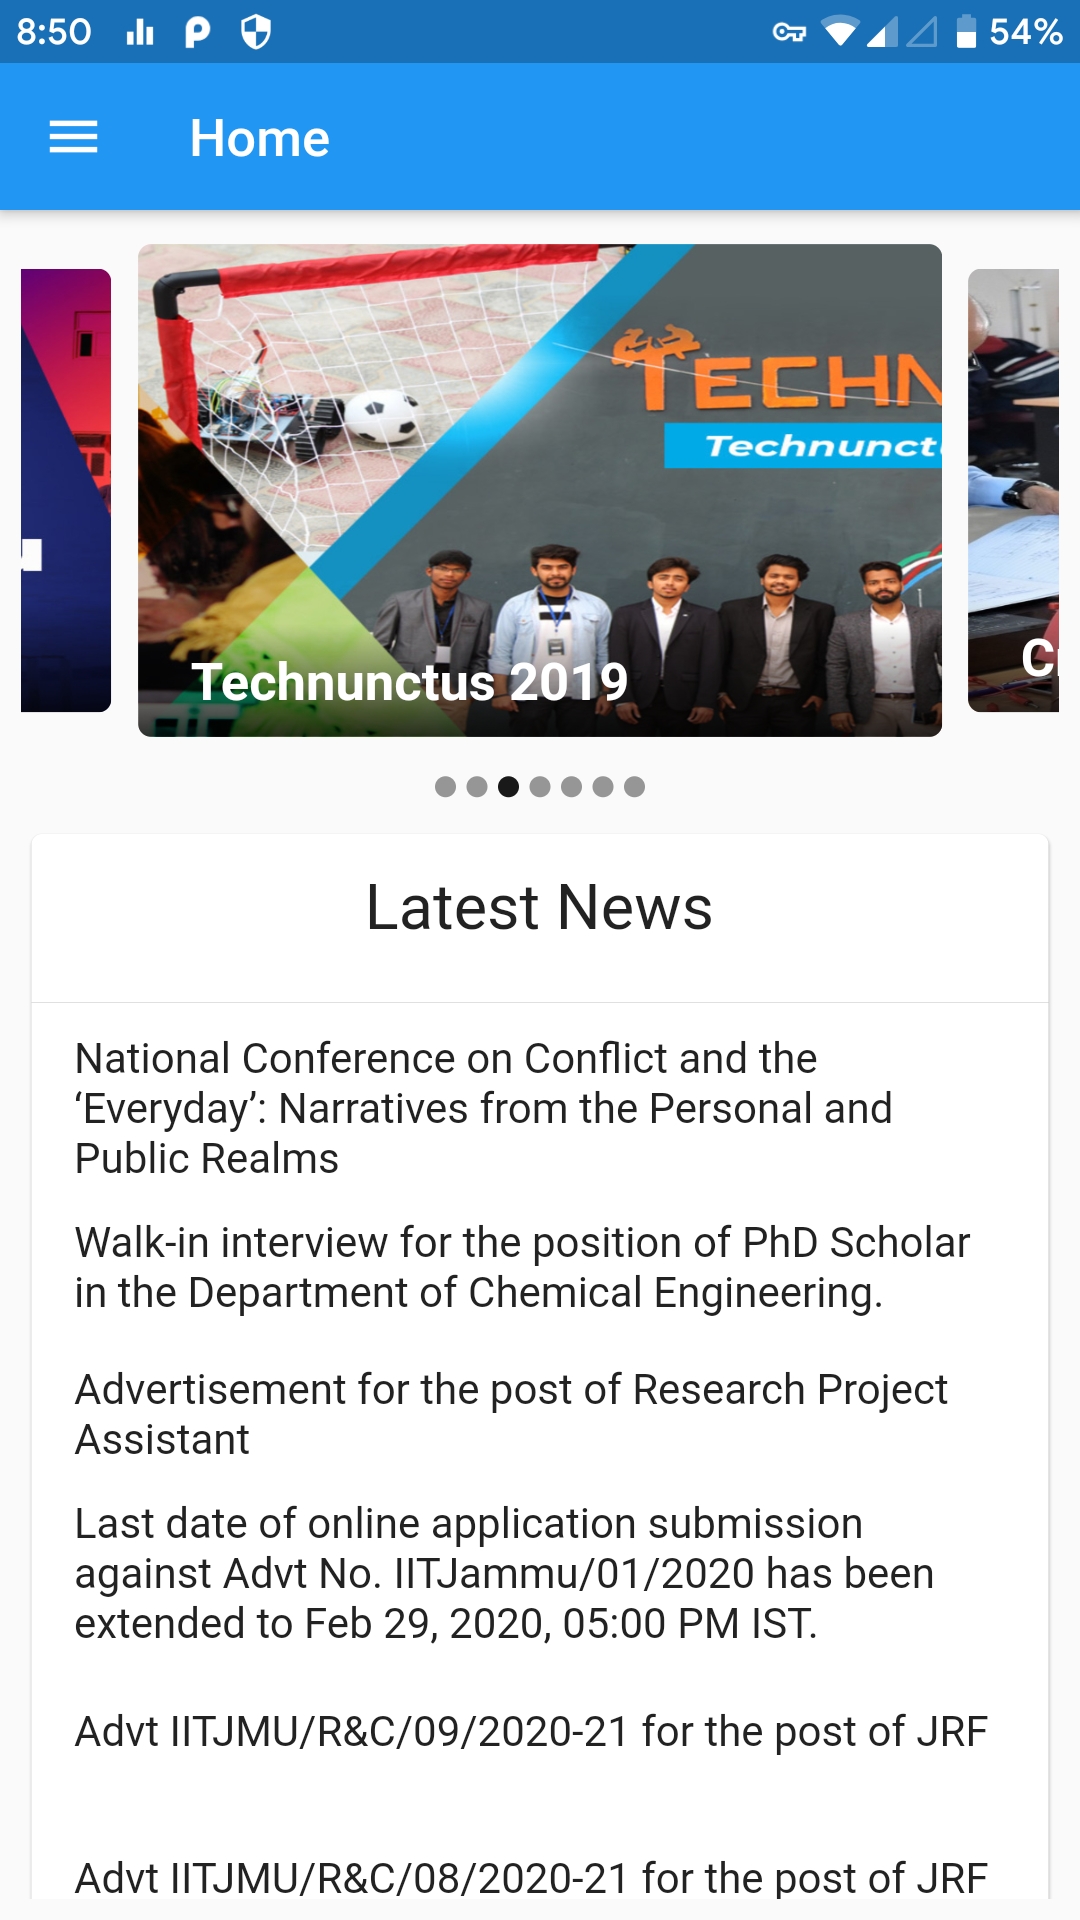 8:50
54%
Home
TECHN
Technunct
Technunctus 2019
Latest News
National Conference on Conflict and the
‘Everyday’: Narratives from the Personal and
Public Realms
Walk-in interview for the position of PhD Scholar
in the Department of Chemical Engineering.
Advertisement for the post of Research Project
Assistant
Last date of online application submission
against Advt No. IITJammu/01/2020 has been
extended to Feb 29, 2020, 05:00 PM IST.
Advt IITJMU/R&C/09/2020-21 for the post of JRF
Advt IITJMU/R&C/08/2020-21 for the post of JRF